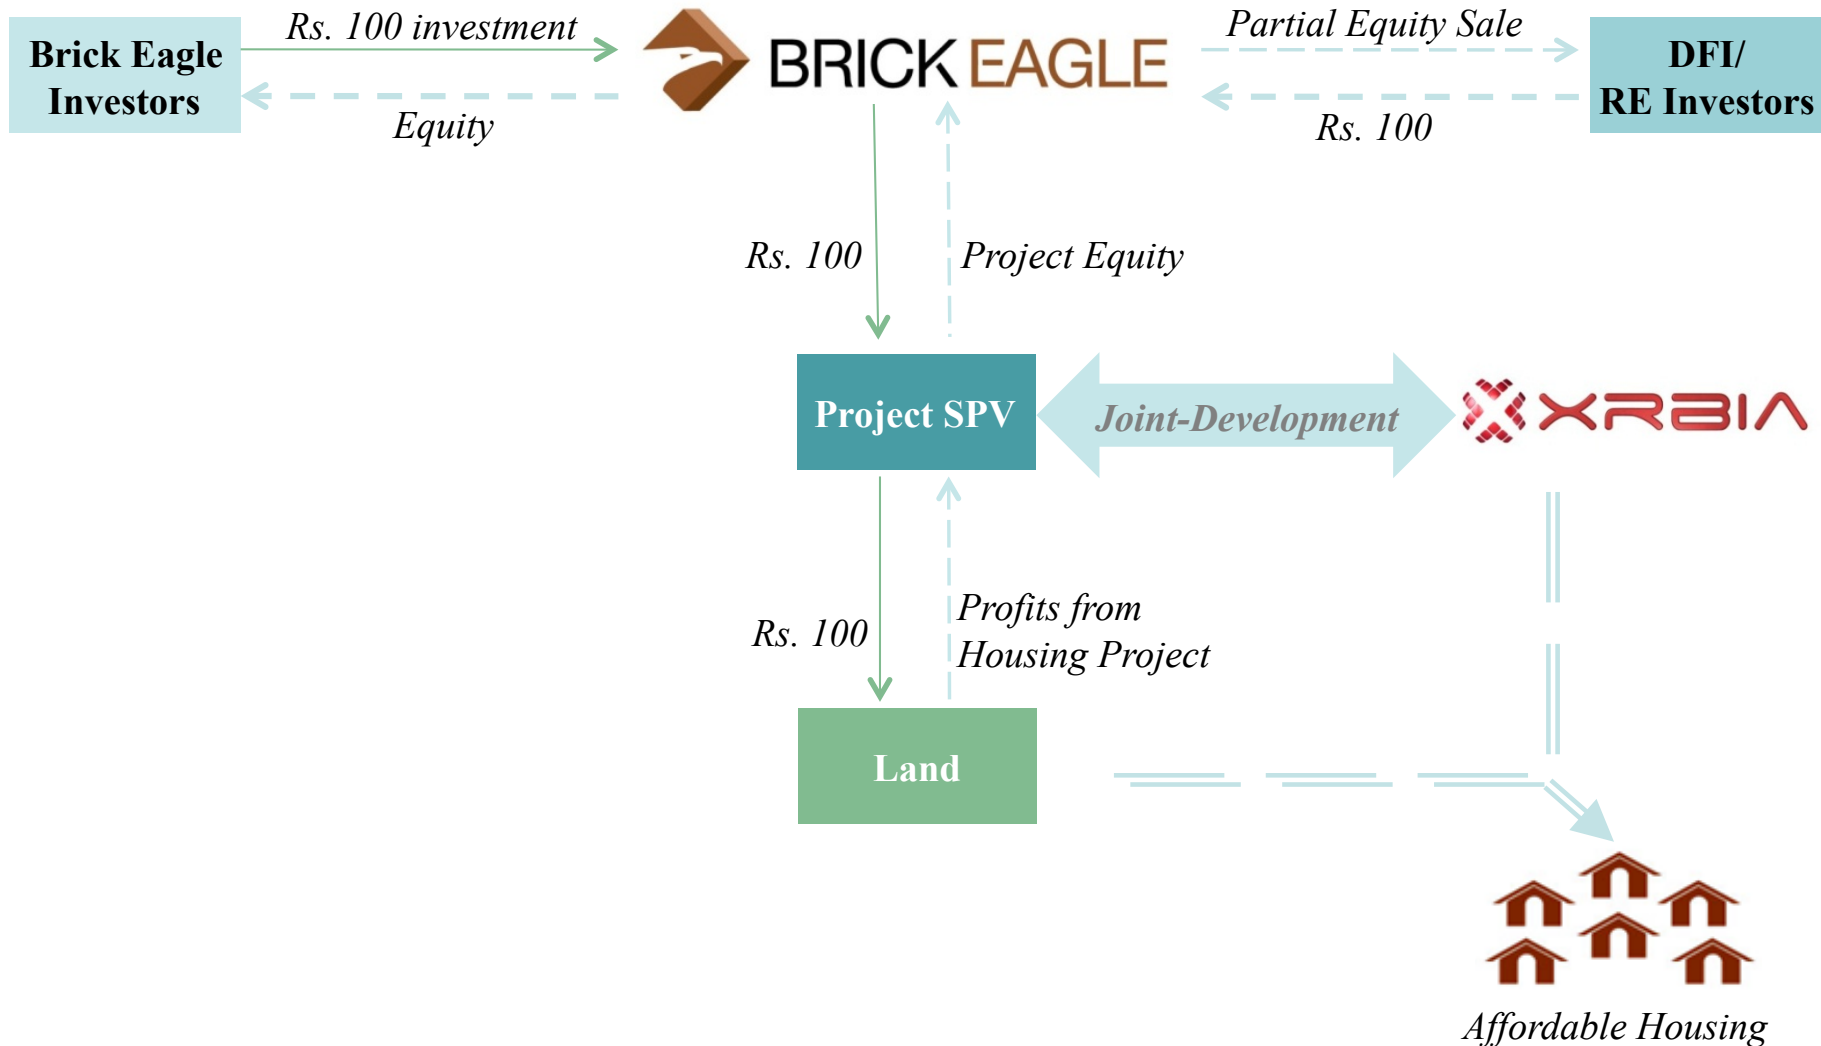 Brick Eagle
Investors
Rs. 100 investment
Equity
BRICK EAGLE
Partial Equity Sale
Rs. 100
DFI/
RE Investors
Rs. 100
Project Equity
Project SPV
Joint-Development
XRBIA
Rs. 100
Profits from
Housing Project
Land
Affordable Housing